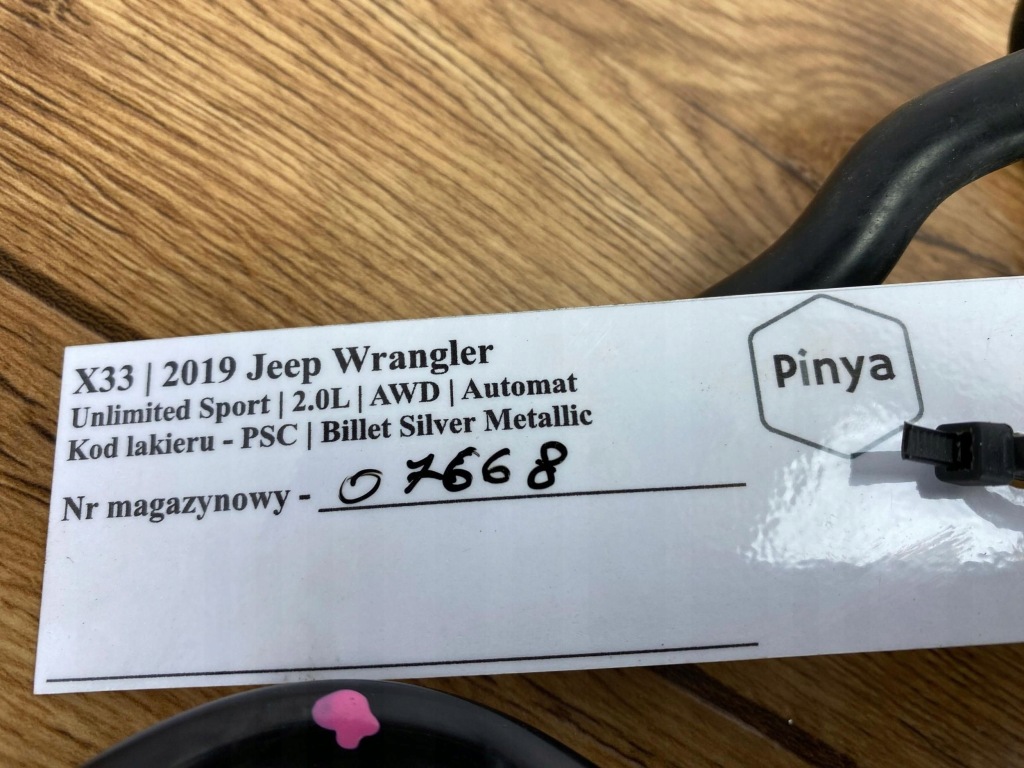 X33 | 2019 Jeep Wrangler
Unlimited Sport | 2.0L | AWD | Automat
Kod lakieru - PSC | Billet Silver Metallic
Nr magazynowy - 07668
Pinya